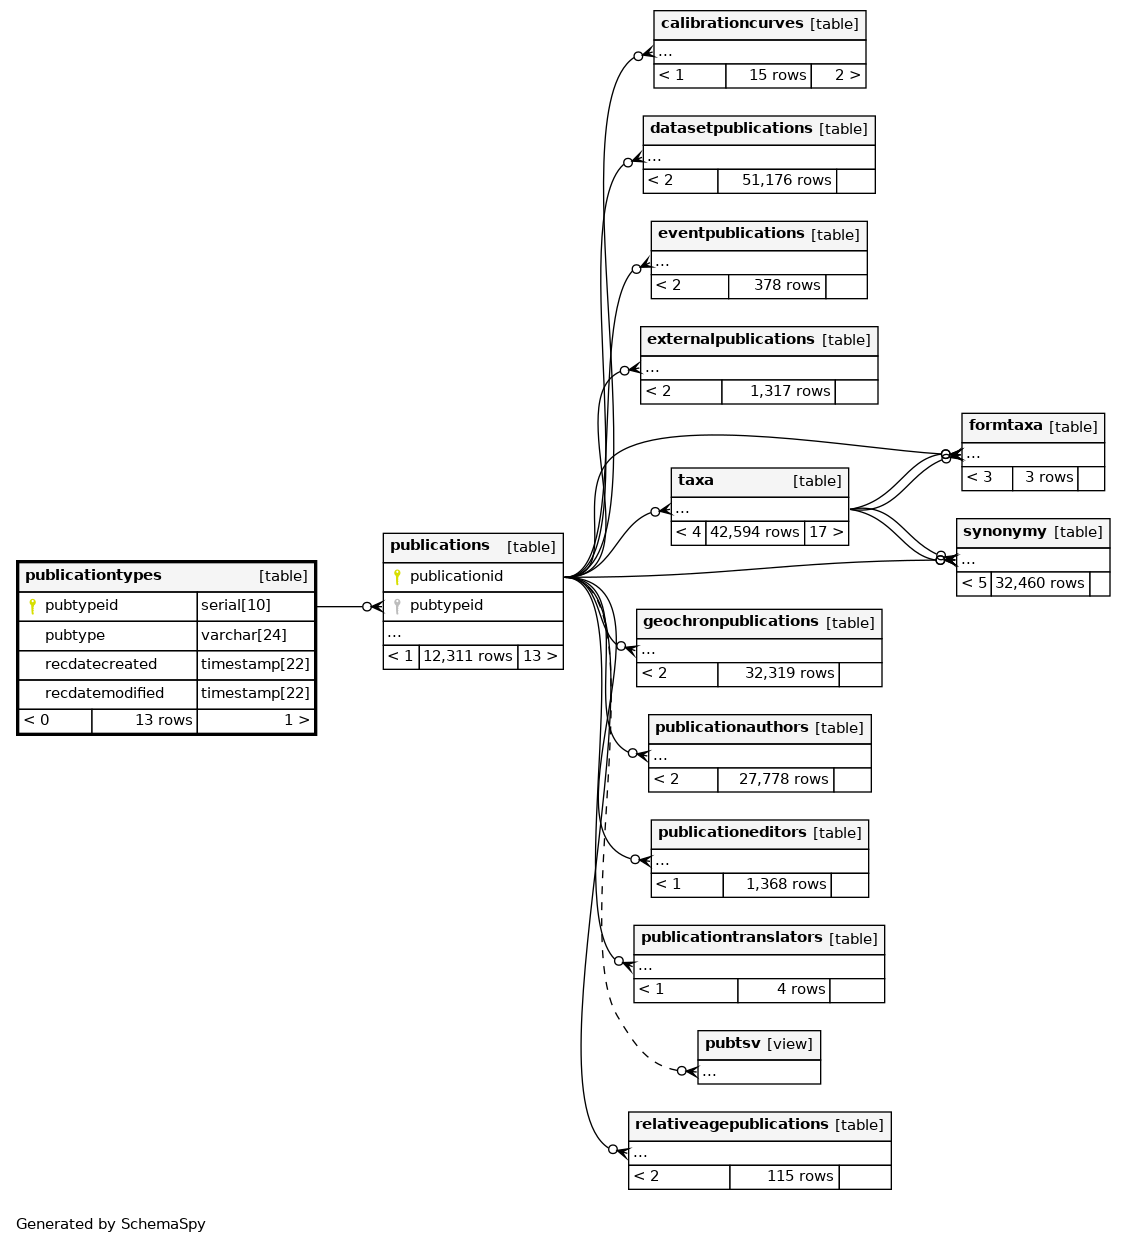 calibrationcurves [table]
...
< 1 15 rows 2 >
datasetpublications [table]
...
< 2 51,176 rows
eventpublications [table]
...
< 2 378 rows
externalpublications [table]
...
< 2 1,317 rows
formtaxa [table]
...
< 3 3 rows
taxa [table]
...
< 4 42,594 rows 17 >
synonymy [table]
...
< 5 32,460 rows
publications [table]
publicationid
pubtypeid
...
< 1 12,311 rows 13 >
publicationtypes [table]
pubtypeid serial[10]
pubtype varchar[24]
recdatecreated timestamp[22]
recdatemodified timestamp[22]
< 0 13 rows 1 >
geochronpublications [table]
...
< 2 32,319 rows
publicationauthors [table]
...
< 2 27,778 rows
publicationeditors [table]
...
< 1 1,368 rows
publicationtranslators [table]
...
< 1 4 rows
pubtsv [view]
...
relativeagepublications [table]
...
< 2 115 rows
Generated by SchemaSpy